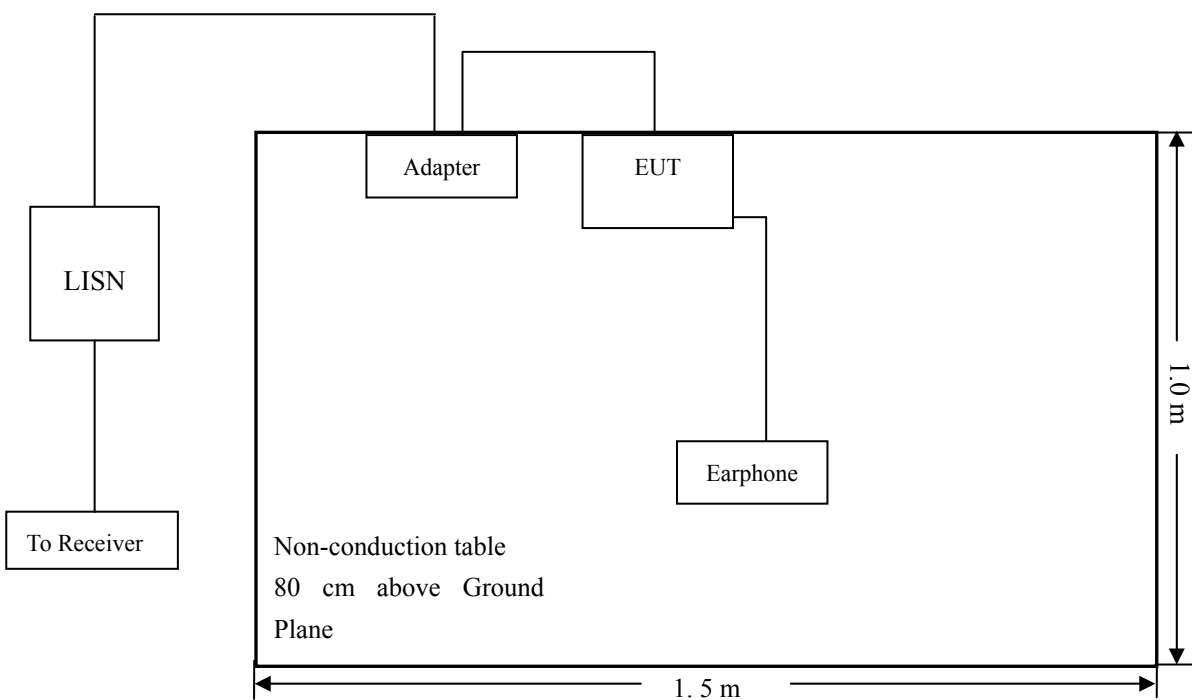 Adapter
EUT
LISN
Earphone
To Receiver
Non-conduction table
80 cm above Ground
Plane
1.0 m
1. 5 m